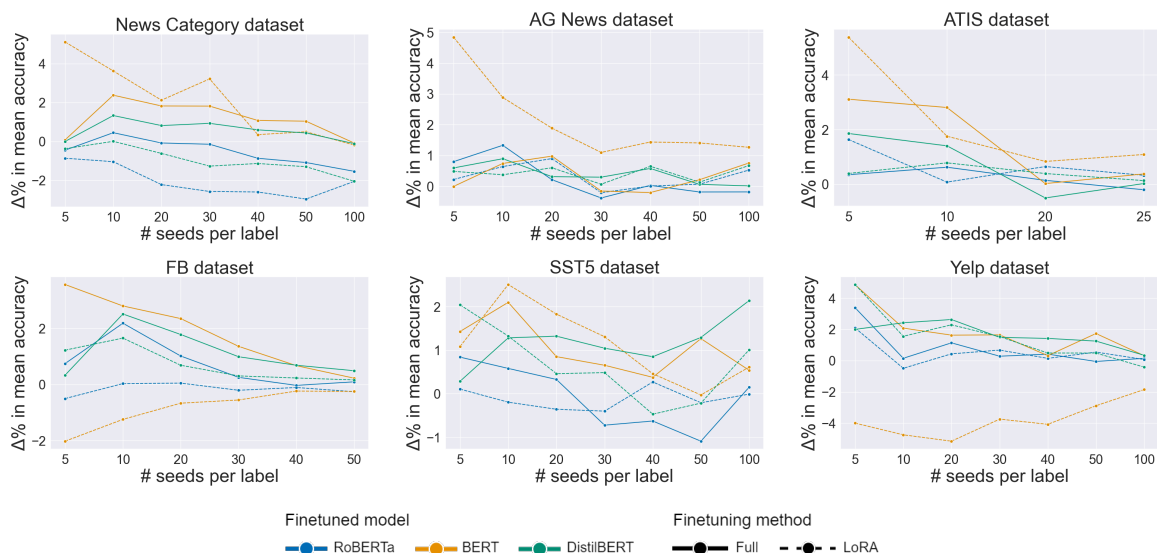 News Category dataset
AG News dataset
ATIS dataset
Δ% in mean accuracy
4
2
0
−2
5 10 20 30 40 50 100
# seeds per label
Δ% in mean accuracy
5
4
3
2
1
0
5 10 20 30 40 50 100
# seeds per label
Δ% in mean accuracy
4
2
0
5 10 20 25
# seeds per label
FB dataset
SST5 dataset
Yelp dataset
Δ% in mean accuracy
2
0
−2
5 10 20 30 40 50
# seeds per label
Δ% in mean accuracy
2
1
0
−1
5 10 20 30 40 50 100
# seeds per label
Δ% in mean accuracy
4
2
0
−2
−4
5 10 20 30 40 50 100
# seeds per label
Finetuned model
RoBERTa BERT DistilBERT
Finetuning method
Full LoRA